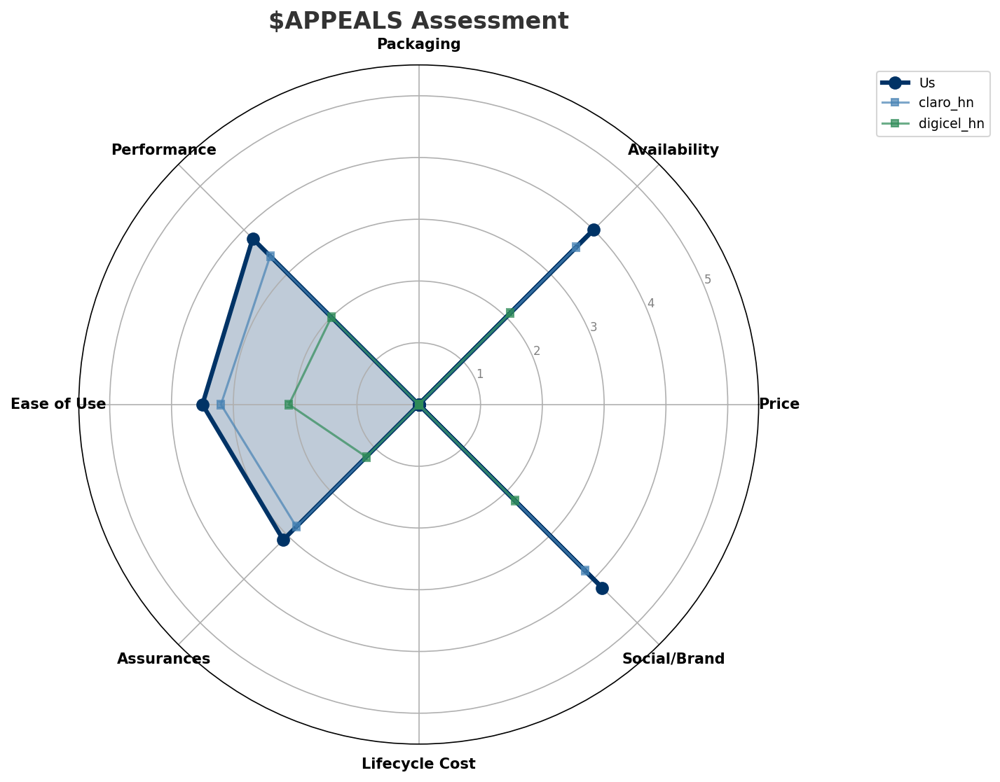 $APPEALS Assessment
Packaging
Us
claro_hn
digicel_hn
Performance
Availability
5
4
3
2
1
Ease of Use
Price
Assurances
Social/Brand
Lifecycle Cost